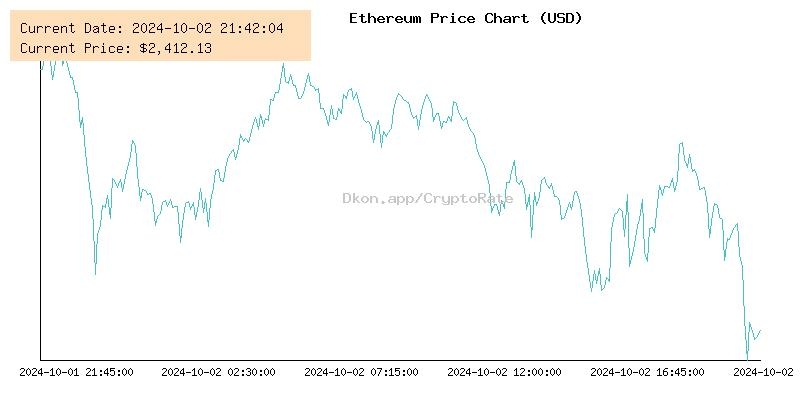 Ethereum Price Chart (USD)
Current Date: 2024-10-02 21:42:04
Current Price: $2,412.13
Dkon.app/CryptoRate
2024-10-01 21:45:00 2024-10-02 02:30:00 2024-10-02 07:15:00 2024-10-02 12:00:00 2024-10-02 16:45:00 2024-10-02